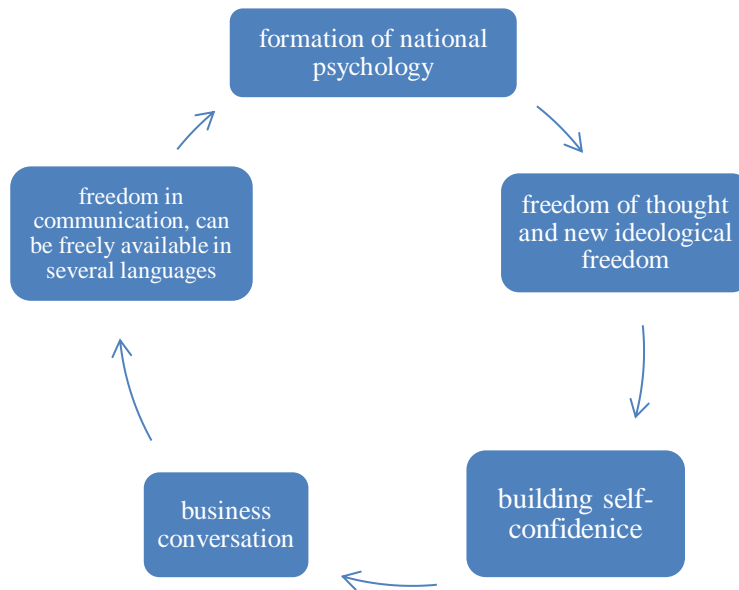 formation of national
psychology
freedom of thought
and new ideological
freedom
building self-
confidenice
business
conversation
freedom in
communication, can
be freely available in
several languages